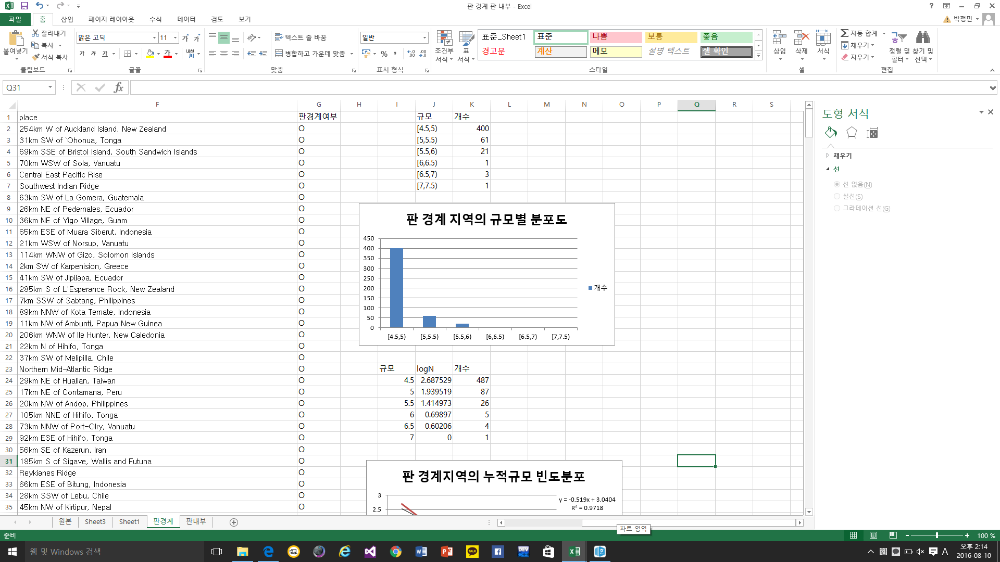 판 경계 판 내부 - Excel
파일 홈 삽입 페이지 레이아웃 수식 데이터 검토 보기
박정민
붙여넣기 잘라내기 복사 서식 복사 클립보드
맑은 고딕 11
가 가 가 가 가 가 내천 글꼴
텍스트 줄 바꿈
병합하고 가운데 맞춤
맞춤
일반
% ,
표시 형식
조건부 서식
표 서식
표준_Sheet1 표준 나쁨 보통 좋음
경고문 계산 메모 설명 텍스트 셀 확인
스타일
삽입 삭제 서식
셀
자동 합계
채우기
지우기
정렬 및 필터 찾기 및 선택
편집
Q31
fx
F G H I J K L M N O P Q R S
1 place 판경계여부 규모 개수
2 254km W of Auckland Island, New Zealand O [4.5,5) 400
3 31km SW of `Ohonua, Tonga O [5,5.5) 61
4 69km SSE of Bristol Island, South Sandwich Islands O [5.5,6) 21
5 70km WSW of Sola, Vanuatu O [6,6.5) 1
6 Central East Pacific Rise O [6.5,7) 3
7 Southwest Indian Ridge O [7,7.5) 1
8 63km SW of La Gomera, Guatemala O
9 26km NE of Pedernales, Ecuador O
10 36km NE of Yigo Village, Guam O
11 65km ESE of Muara Siberut, Indonesia O
12 21km WSW of Norsup, Vanuatu O
13 114km WNW of Gizo, Solomon Islands O
14 2km SW of Karpenision, Greece O
15 41km SW of Jipijapa, Ecuador O
16 285km S of L'Esperance Rock, New Zealand O
17 7km SSW of Sabtang, Philippines O
18 89km NNW of Kota Ternate, Indonesia O
19 11km NW of Ambunti, Papua New Guinea O
20 206km WNW of Ile Hunter, New Caledonia O
21 22km N of Hihifo, Tonga O
22 37km SW of Melipilla, Chile O
23 Northern Mid-Atlantic Ridge O 규모 logN 개수
24 29km NE of Hualian, Taiwan O 4.5 2.687529 487
25 17km NE of Contamana, Peru O 5 1.939519 87
26 20km NW of Andop, Philippines O 5.5 1.414973 26
27 105km NNE of Hihifo, Tonga O 6 0.69897 5
28 73km NNW of Port-Olry, Vanuatu O 6.5 0.60206 4
29 92km ESE of Hihifo, Tonga O 7 0 1
30 56km SE of Kazerun, Iran O
31 185km S of Sigave, Wallis and Futuna O
32 Reykjanes Ridge O
33 66km ESE of Bitung, Indonesia O
34 28km SSW of Lebu, Chile O
35 45km NW of Kirtipur, Nepal O
판 경계 지역의 규모별 분포도
450
400
350
300
250
200
150
100
50
0
[4.5,5) [5,5.5) [5.5,6) [6,6.5) [6.5,7) [7,7.5)
개수
판 경계지역의 누적규모 빈도분포
3
2.5
y = -0.519x + 3.0404
R² = 0.9718
도형 서식
채우기
선
선 없음(N)
실선(S)
그라데이션 선(G)
원본 Sheet3 Sheet1 판경계 판내부
차트 영역
준비
100 %
웹 및 Windows 검색
TALK
DEV C++
A
오후 2:14
2016-08-10